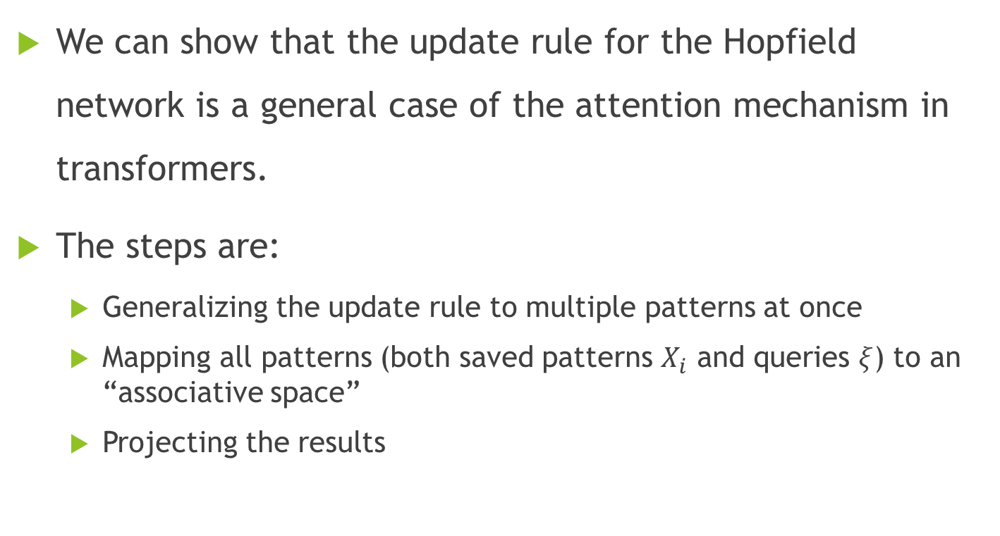 We can show that the update rule for the Hopfield
network is a general case of the attention mechanism in
transformers.
The steps are:
Generalizing the update rule to multiple patterns at once
Mapping all patterns (both saved patterns 𝑋ᵢ and queries 𝜉) to an
“associative space”
Projecting the results